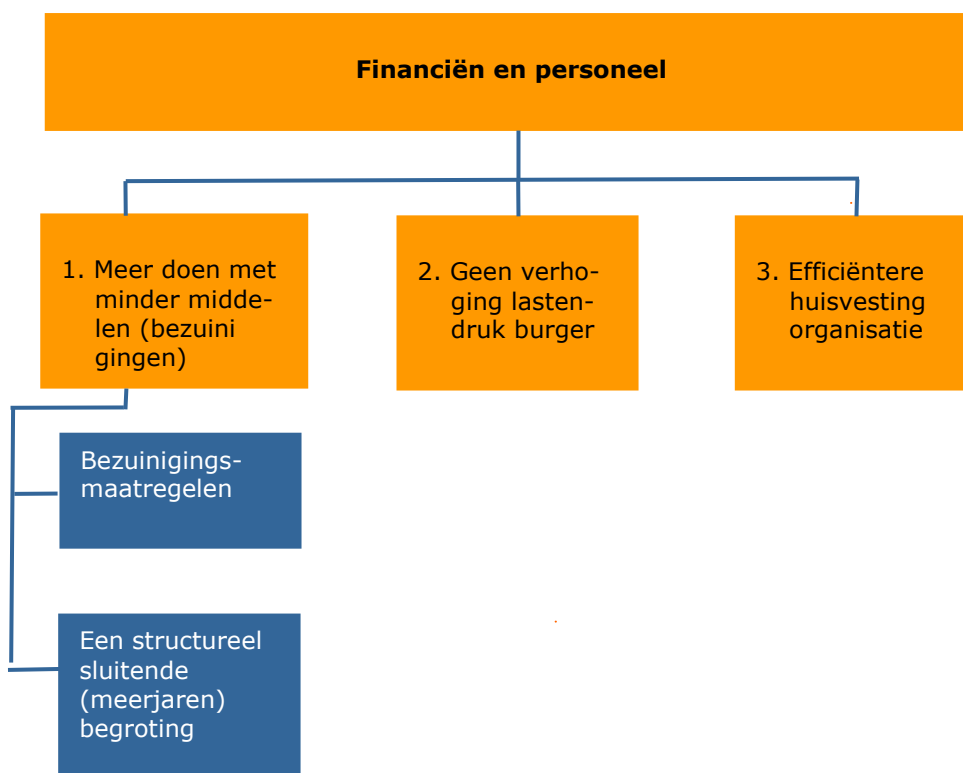 Financiën en personeel
1. Meer doen met
minder midde-
len (bezuini
gingen)
2. Geen verho-
ging lasten-
druk burger
3. Efficiëntere
huisvesting
organisatie
Bezuinigings-
maatregelen
Een structureel
sluitende
(meerjaren)
begroting